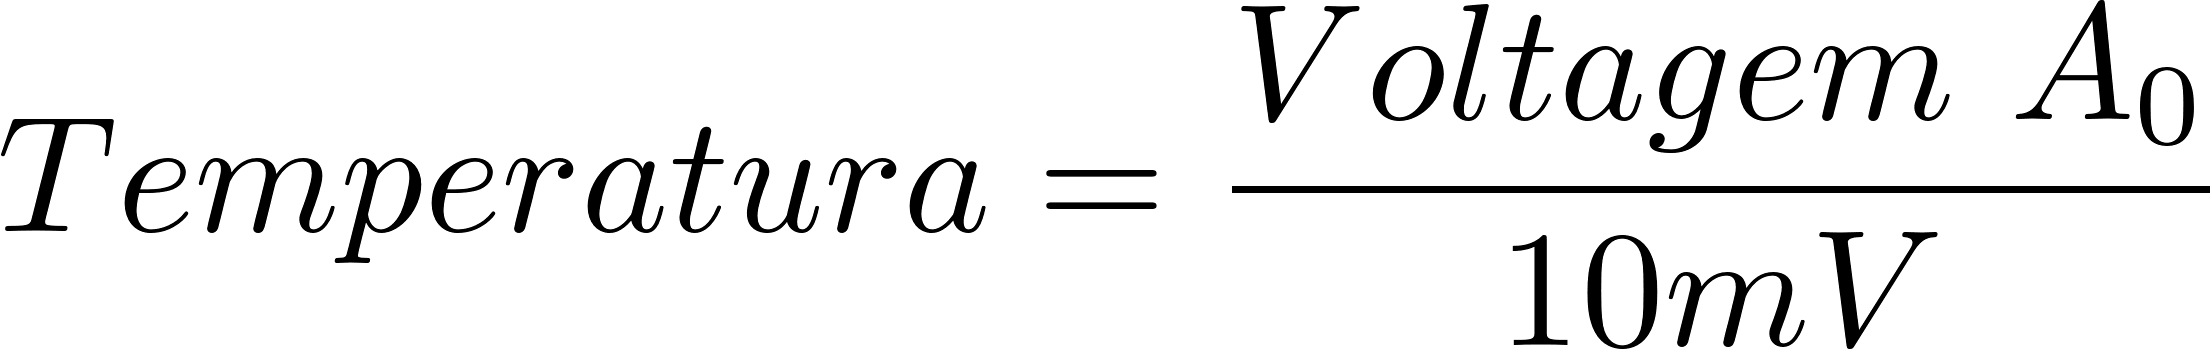 Temperatura = Voltagem A₀ / 10mV